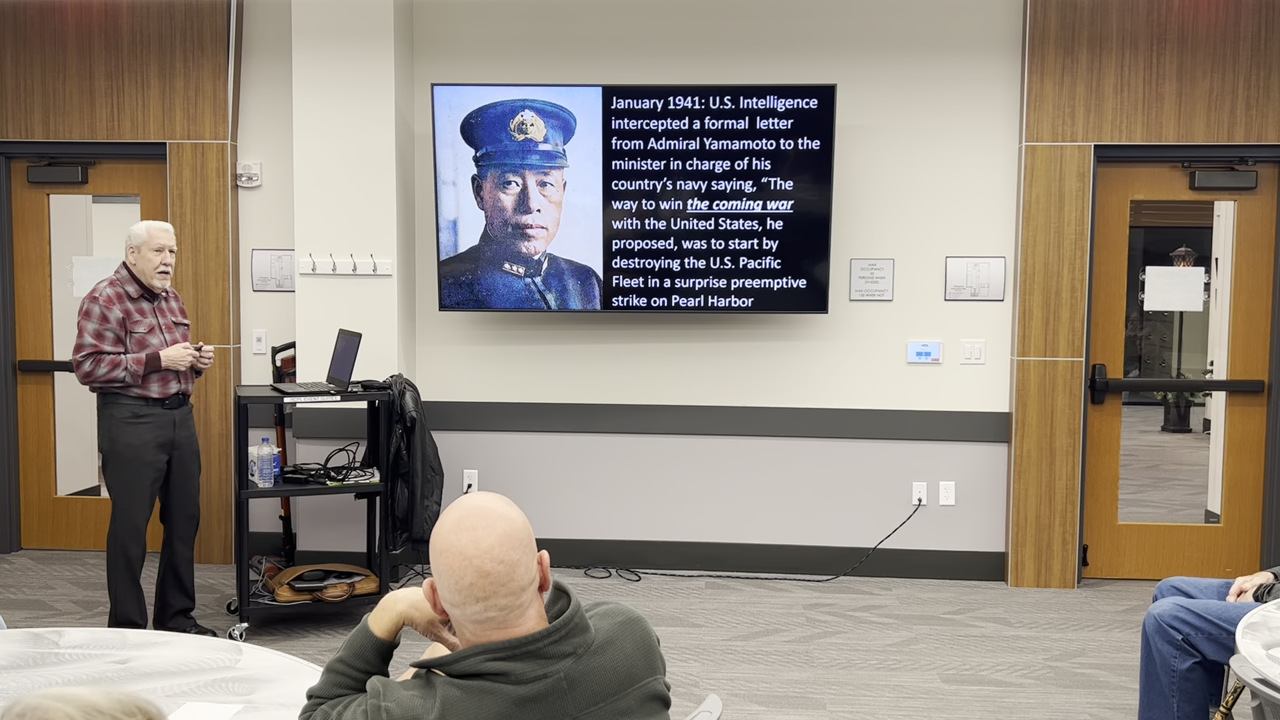 January 1941: U.S. Intelligence
intercepted a formal letter
from Admiral Yamamoto to the
minister in charge of his
country's navy saying, "The
way to win the coming war
with the United States, he
proposed, was to start by
destroying the U.S. Pacific
Fleet in a surprise preemptive
strike on Pearl Harbor